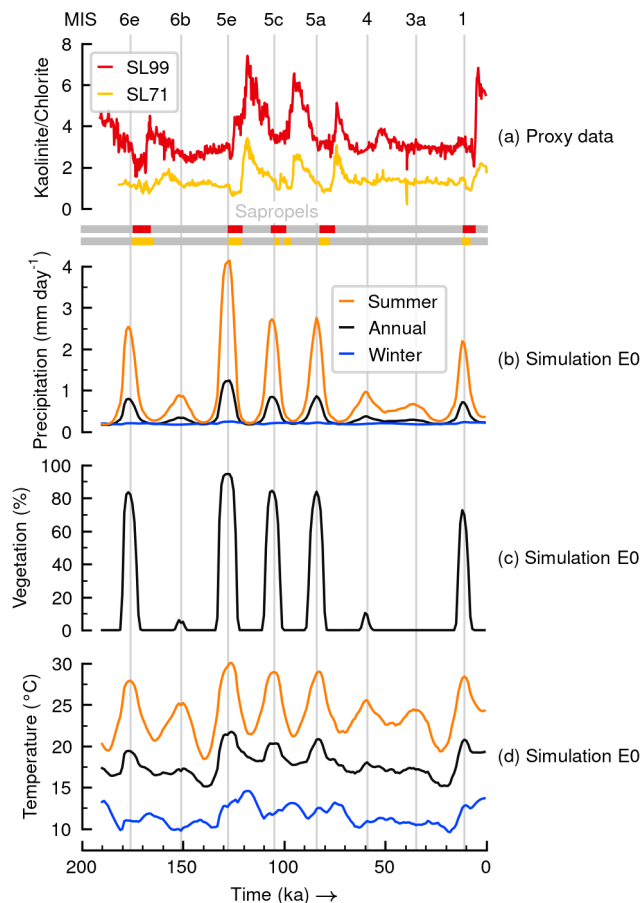 MIS 6e 6b 5e 5c 5a 4 3a 1
8
6
4
2
0
Kaolinite/Chlorite
SL99
SL71
(a) Proxy data
Sapropels
4
3
2
1
0
Precipitation (mm day⁻¹)
Summer
Annual
Winter
(b) Simulation E0
100
80
60
40
20
0
Vegetation (%)
(c) Simulation E0
30
25
20
15
10
Temperature (°C)
(d) Simulation E0
200 150 100 50 0
Time (ka) →